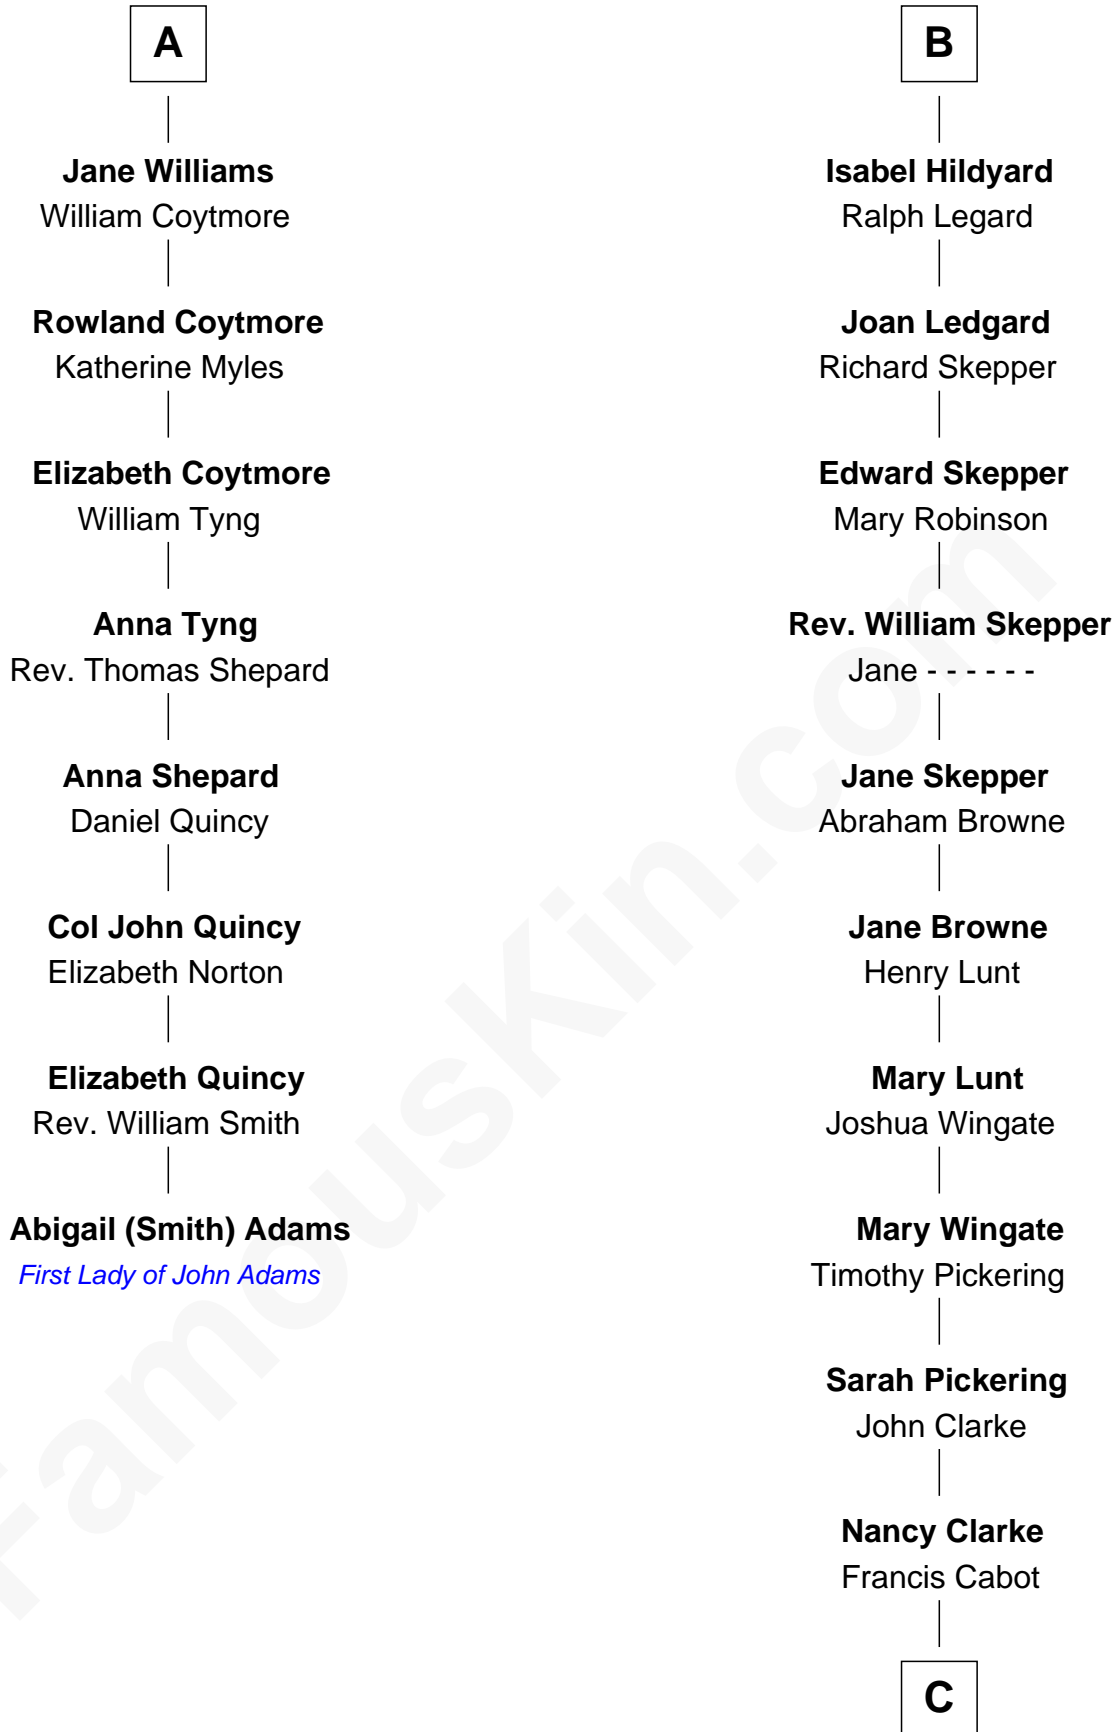 A
Jane Williams
William Coytmore
Rowland Coytmore
Katherine Myles
Elizabeth Coytmore
William Tyng
Anna Tyng
Rev. Thomas Shepard
Anna Shepard
Daniel Quincy
Col John Quincy
Elizabeth Norton
Elizabeth Quincy
Rev. William Smith
Abigail (Smith) Adams
First Lady of John Adams
B
Isabel Hildyard
Ralph Legard
Joan Ledgard
Richard Skepper
Edward Skepper
Mary Robinson
Rev. William Skepper
Jane - - - - - -
Jane Skepper
Abraham Browne
Jane Browne
Henry Lunt
Mary Lunt
Joshua Wingate
Mary Wingate
Timothy Pickering
Sarah Pickering
John Clarke
Nancy Clarke
Francis Cabot
C
FamousKin.com